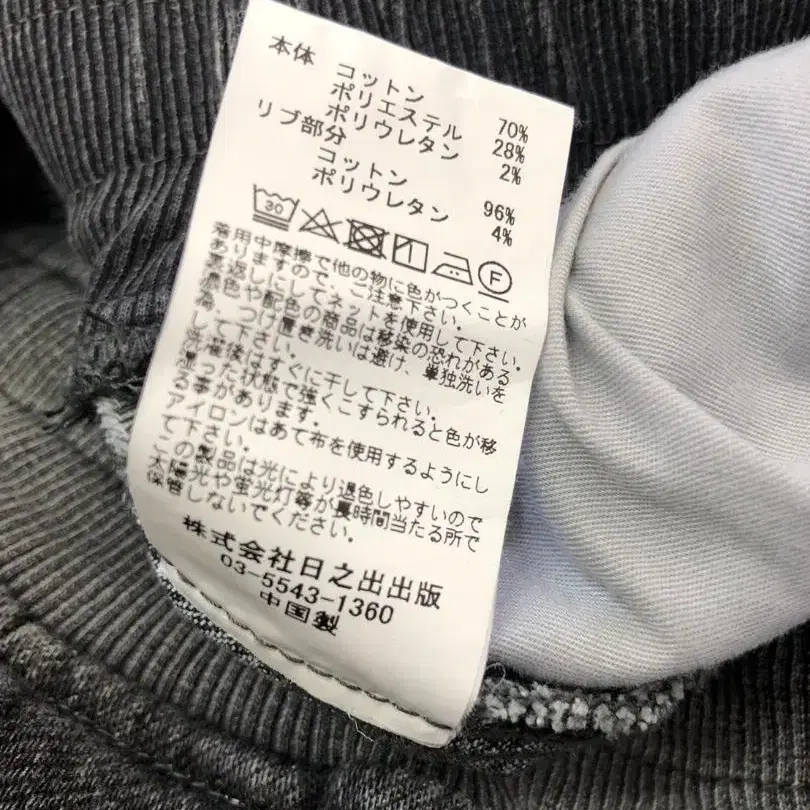 本体
コットン 70%
ポリエステル 28%
ポリウレタン 2%
リブ部分
コットン 96%
ポリウレタン 4%
30 F
着用中摩擦で他の物に色がつくことが
ありますので、ご注意下さい。
裏返しにしてネットを使用して下さい。
濃色や配色の商品は移染の恐れがある
為、つけ置き洗いは避け、単独洗いを
して下さい。
洗濯後はすぐに干して下さい。
湿った状態で強くこすられると色が移
る事があります。
アイロンはあて布を使用するようにし
て下さい。
この製品は光により退色しやすいので
太陽光や蛍光灯等が長時間当たる所で
保管しないでください。
株式会社日之出出版
03-5543-1360
中国製